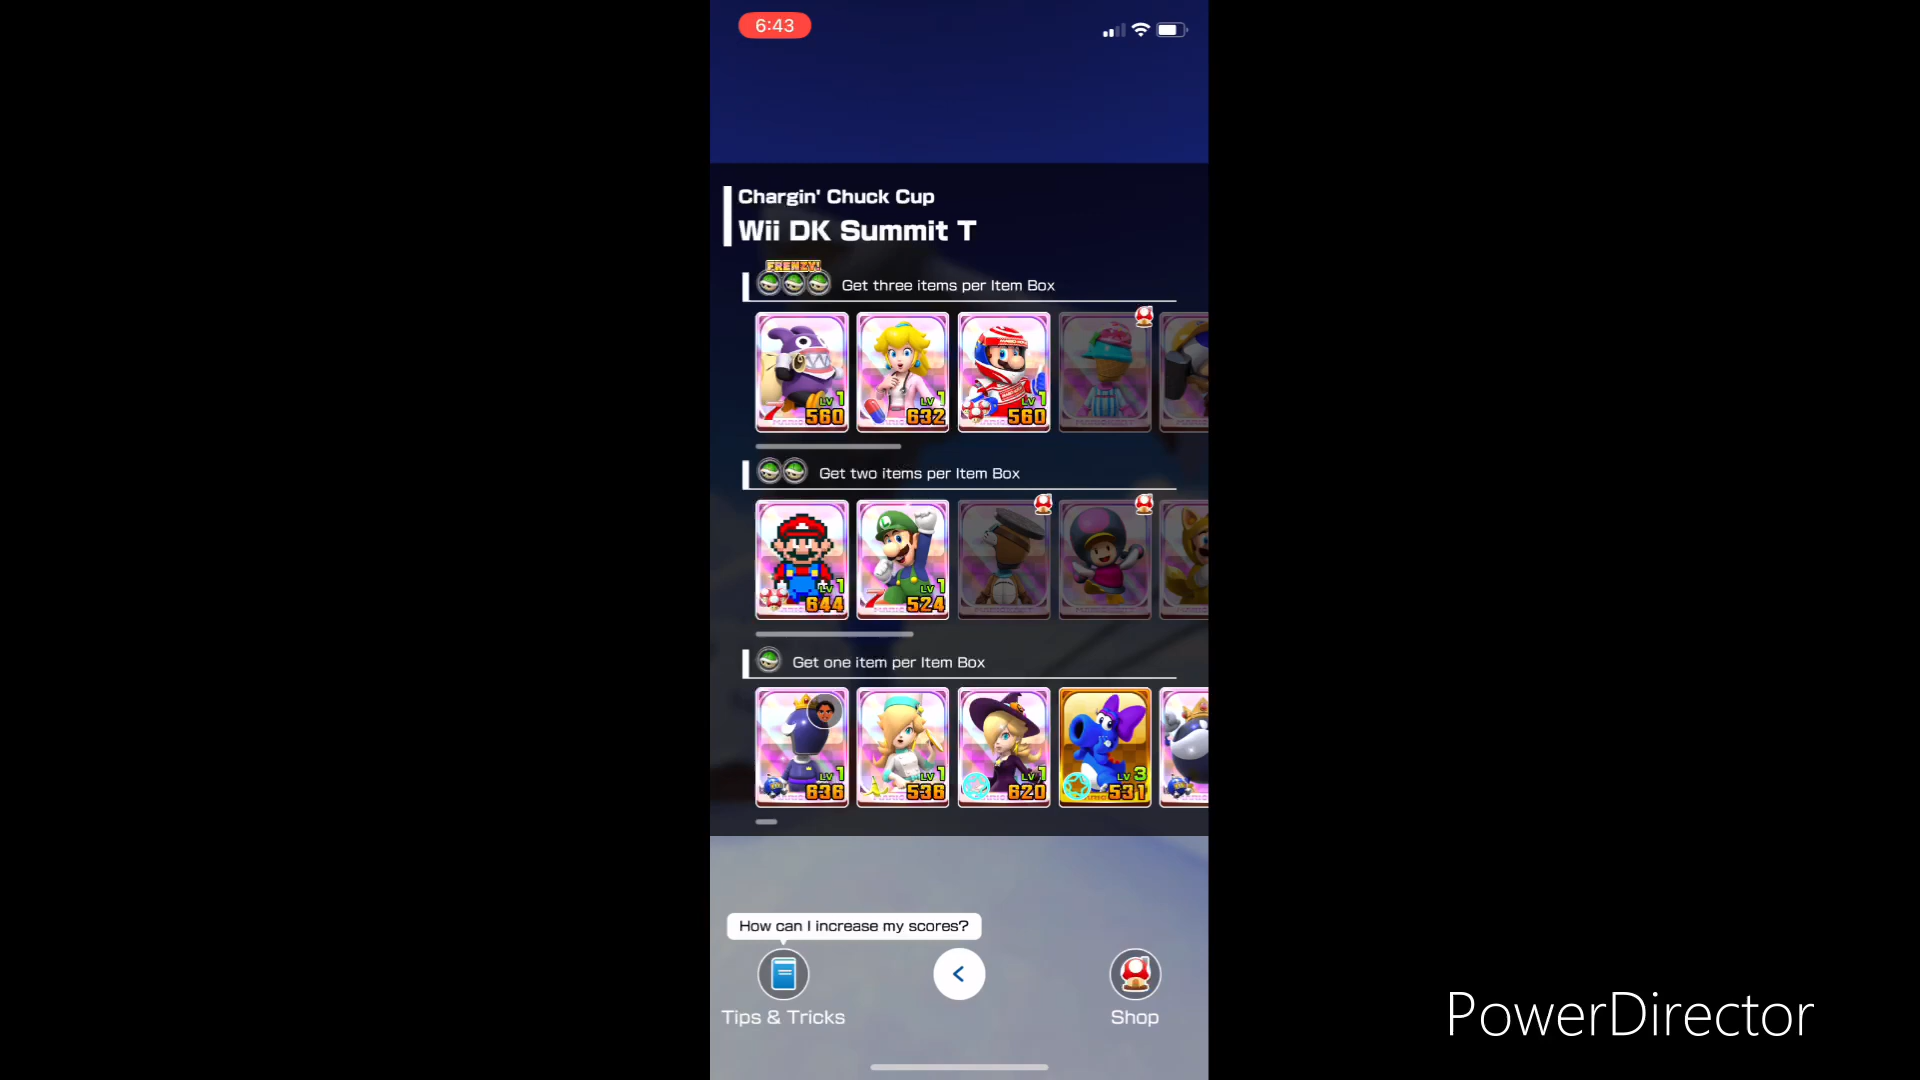 6:43
Chargin' Chuck Cup
Wii DK Summit T
FRENZY!
Get three items per Item Box
LV 1 560
LV 1 632
LV 1 560
Get two items per Item Box
LV 1 644
LV 1 524
Get one item per Item Box
LV 1 636
LV 1 536
LV 1 620
LV 3 531
How can I increase my scores?
Tips & Tricks
Shop
PowerDirector